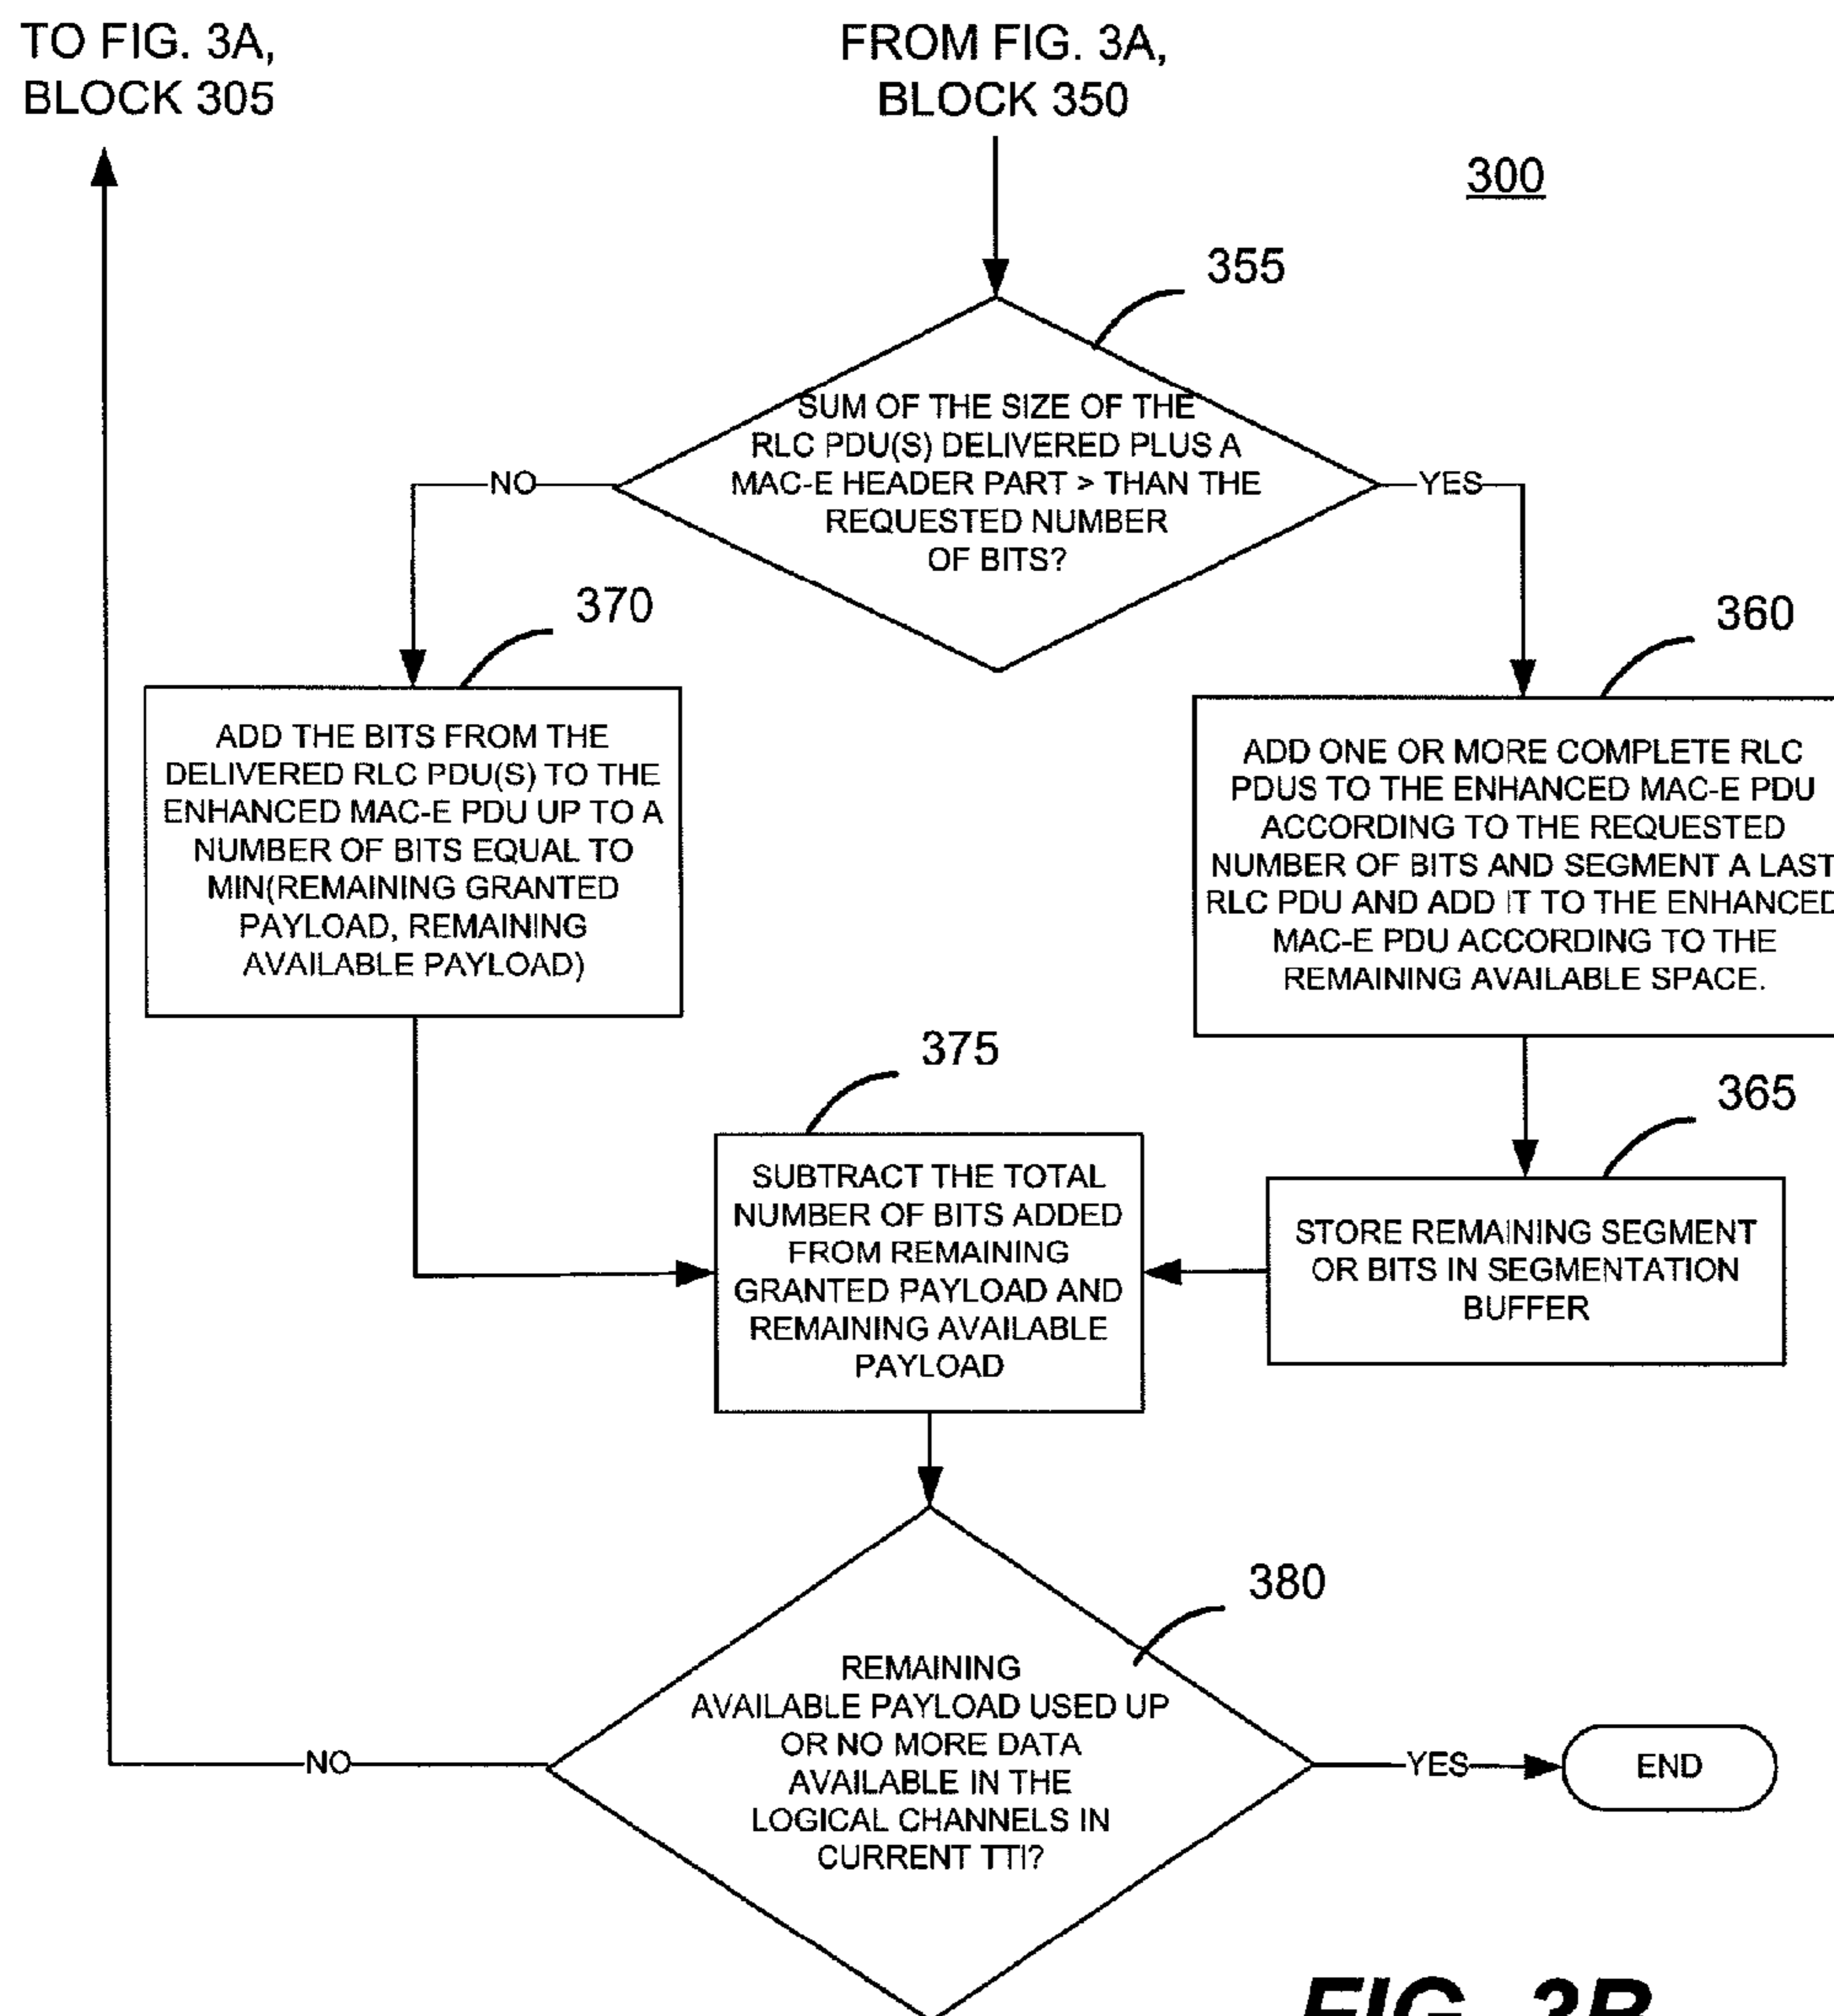 TO FIG. 3A,
BLOCK 305
FROM FIG. 3A,
BLOCK 350
300
355
SUM OF THE SIZE OF THE
RLC PDU(S) DELIVERED PLUS A
MAC-E HEADER PART > THAN THE
REQUESTED NUMBER
OF BITS?
NO
YES
370
360
ADD THE BITS FROM THE
DELIVERED RLC PDU(S) TO THE
ENHANCED MAC-E PDU UP TO A
NUMBER OF BITS EQUAL TO
MIN(REMAINING GRANTED
PAYLOAD, REMAINING
AVAILABLE PAYLOAD)
ADD ONE OR MORE COMPLETE RLC
PDUS TO THE ENHANCED MAC-E PDU
ACCORDING TO THE REQUESTED
NUMBER OF BITS AND SEGMENT A LAST
RLC PDU AND ADD IT TO THE ENHANCED
MAC-E PDU ACCORDING TO THE
REMAINING AVAILABLE SPACE.
375
365
SUBTRACT THE TOTAL
NUMBER OF BITS ADDED
FROM REMAINING
GRANTED PAYLOAD AND
REMAINING AVAILABLE
PAYLOAD
STORE REMAINING SEGMENT
OR BITS IN SEGMENTATION
BUFFER
380
REMAINING
AVAILABLE PAYLOAD USED UP
OR NO MORE DATA
AVAILABLE IN THE
LOGICAL CHANNELS IN
CURRENT TTI?
NO
YES
END
FIG. 3B